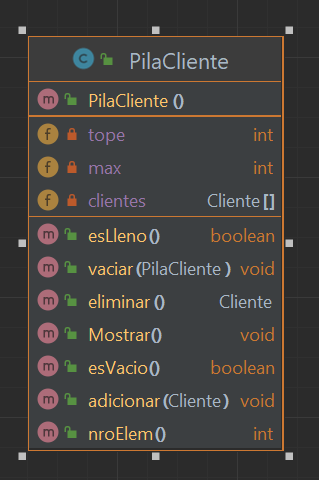 PilaCliente
PilaCliente ()
tope int
max int
clientes Cliente[]
esLleno() boolean
vaciar(PilaCliente ) void
eliminar () Cliente
Mostrar() void
esVacio() boolean
adicionar(Cliente) void
nroElem() int